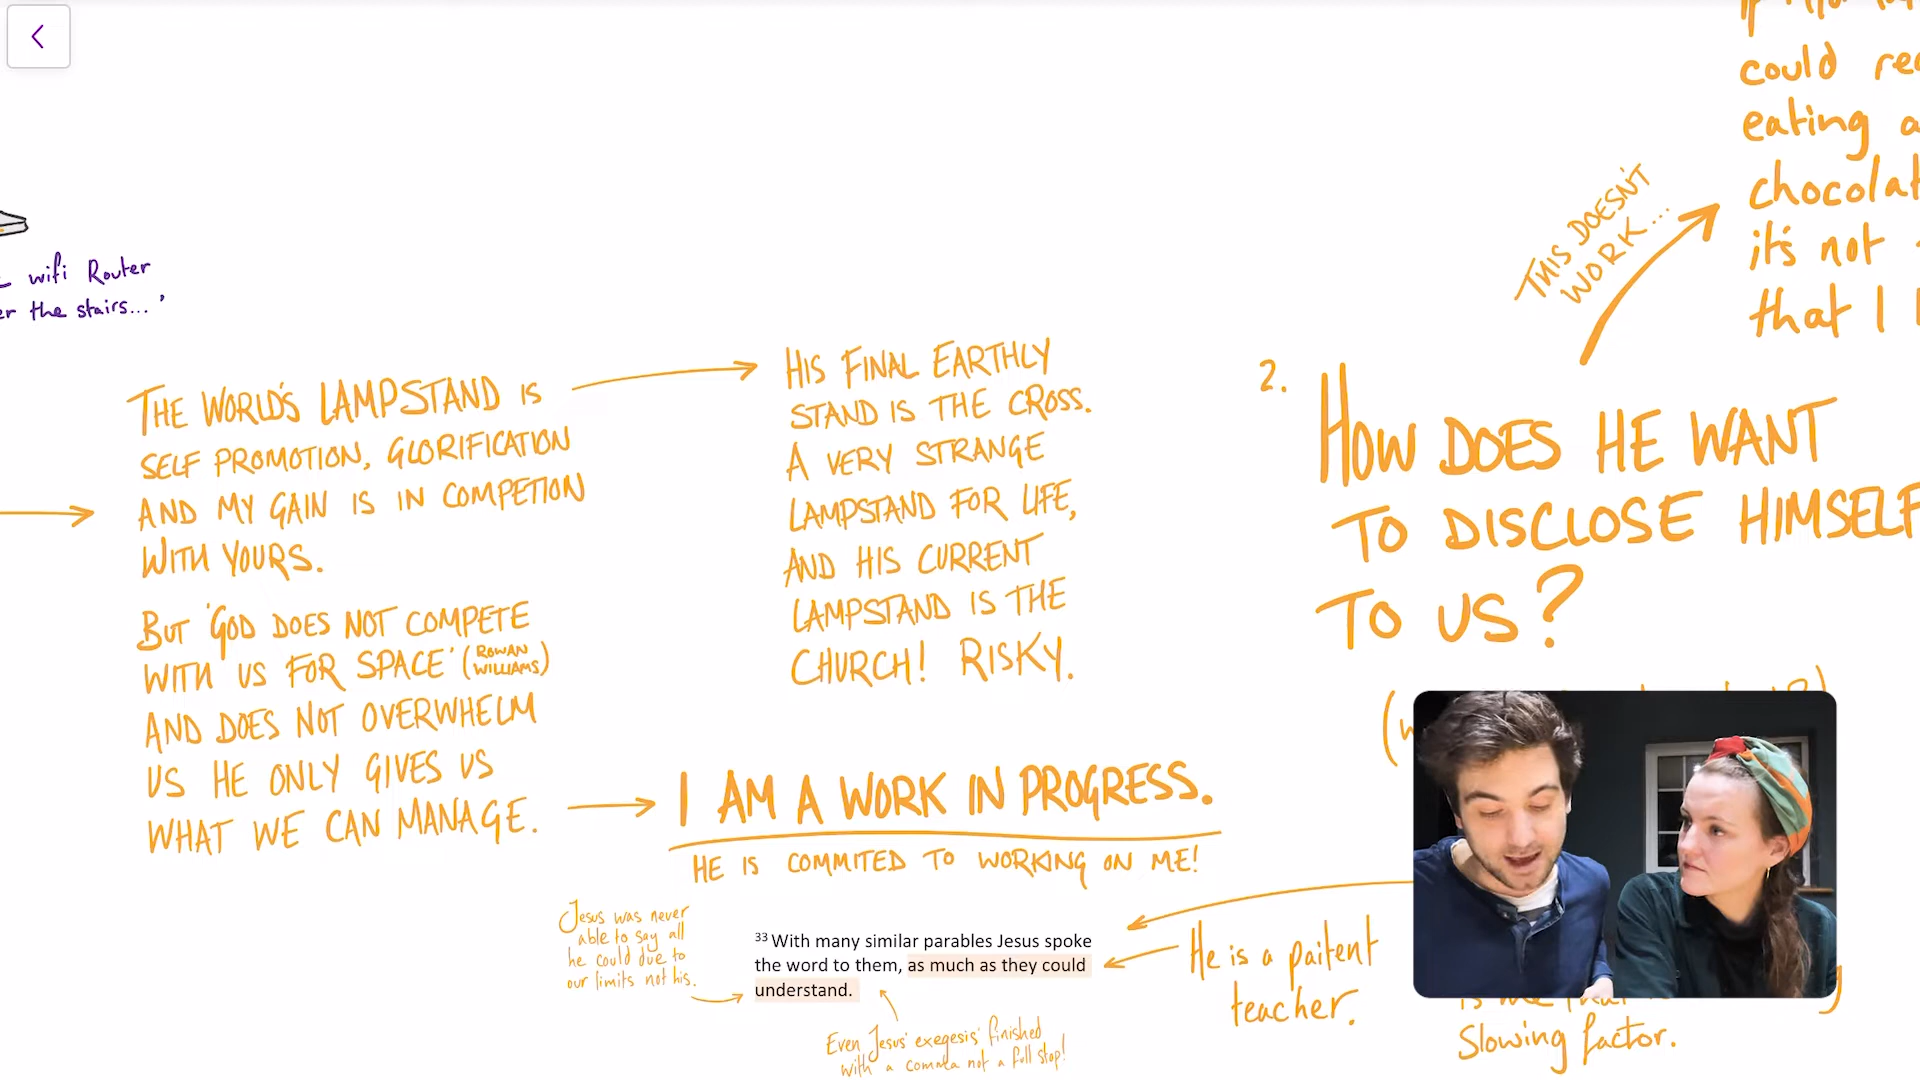 wifi Router
the stairs...'
THE WORLD'S LAMPSTAND IS
SELF PROMOTION, GLORIFICATION
AND MY GAIN IS IN COMPETION
WITH YOURS.
BUT 'GOD DOES NOT COMPETE
WITH US FOR SPACE' (ROWAN
WILLIAMS)
AND DOES NOT OVERWHELM
US HE ONLY GIVES US
WHAT WE CAN MANAGE.
HIS FINAL EARTHLY
STAND IS THE CROSS.
A VERY STRANGE
LAMPSTAND FOR LIFE,
AND HIS CURRENT
LAMPSTAND IS THE
CHURCH! RISKY.
I AM A WORK IN PROGRESS.
HE IS COMMITED TO WORKING ON ME!
Jesus was never
able to say all
he could due to
our limits not his.
33 With many similar parables Jesus spoke
the word to them, as much as they could
understand.
Even Jesus' exegesis' finished
with a comma not a full stop!
He is a paitent
teacher.
2.
HOW DOES HE WANT
TO DISCLOSE HIMSELF
TO US?
THIS DOESN'T
WORK...
could
eating
it's not
that I
Slowing factor.